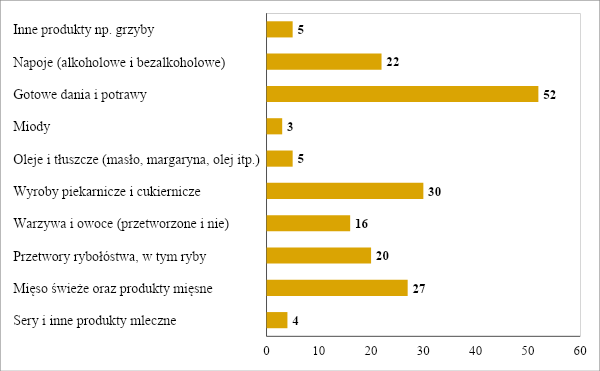 Inne produkty np. grzyby 5
Napoje (alkoholowe i bezalkoholowe) 22
Gotowe dania i potrawy 52
Miody 3
Oleje i tłuszcze (masło, margaryna, olej itp.) 5
Wyroby piekarnicze i cukiernicze 30
Warzywa i owoce (przetworzone i nie) 16
Przetwory rybołóstwa, w tym ryby 20
Mięso świeże oraz produkty mięsne 27
Sery i inne produkty mleczne 4
0 10 20 30 40 50 60